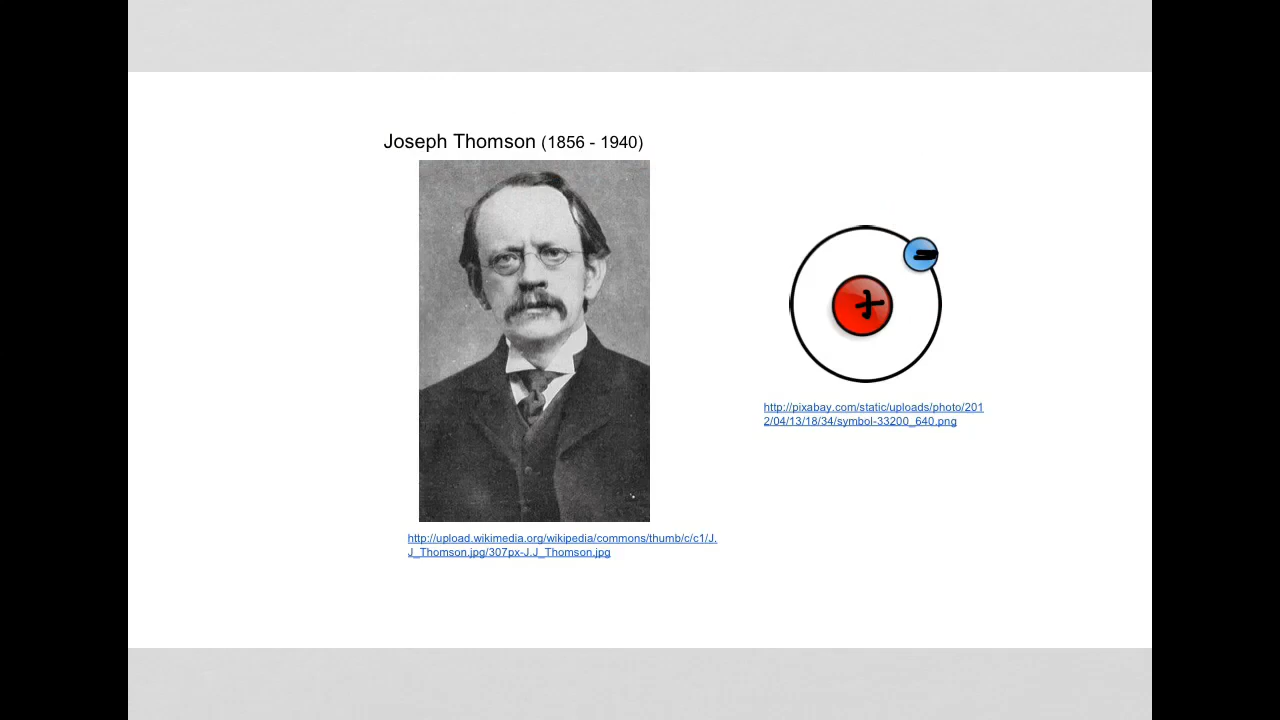 Joseph Thomson (1856 - 1940)
-
+
http://pixabay.com/static/uploads/photo/201
2/04/13/18/34/symbol-33200_640.png
http://upload.wikimedia.org/wikipedia/commons/thumb/c/c1/J.
J_Thomson.jpg/307px-J.J_Thomson.jpg